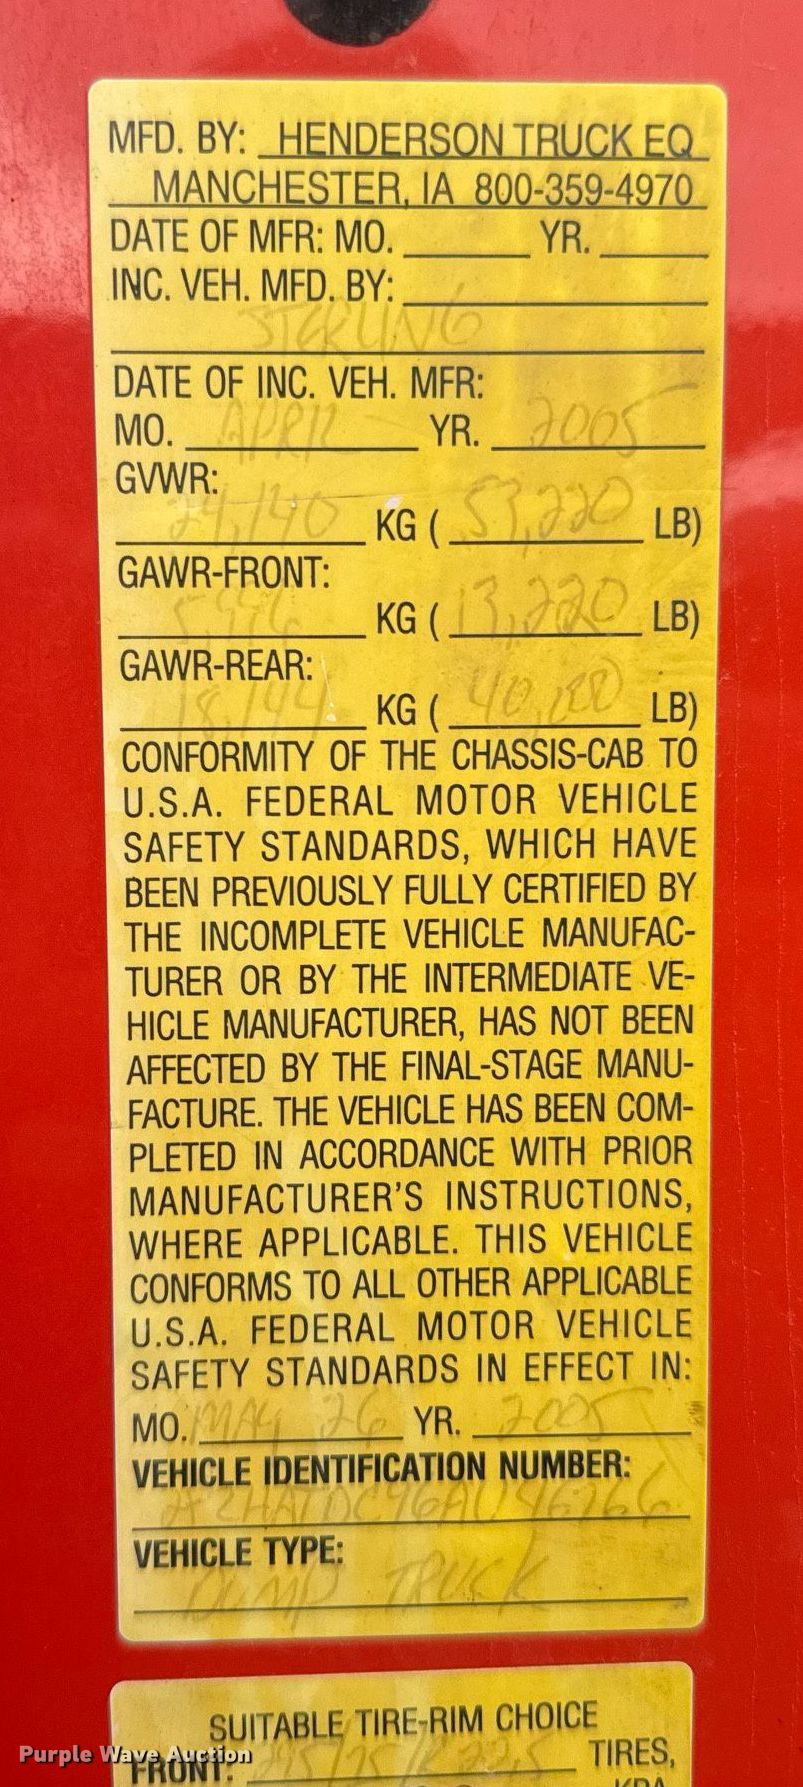 MFD. BY: HENDERSON TRUCK EQ
MANCHESTER, IA 800-359-4970
DATE OF MFR: MO. YR.
INC. VEH. MFD. BY:
STERLING
DATE OF INC. VEH. MFR:
MO. APRIL YR. 2005
GVWR:
24,140 KG ( 53,220 LB)
GAWR-FRONT:
KG ( 13,220 LB)
GAWR-REAR:
18,144 KG ( LB)
CONFORMITY OF THE CHASSIS-CAB TO
U.S.A. FEDERAL MOTOR VEHICLE
SAFETY STANDARDS, WHICH HAVE
BEEN PREVIOUSLY FULLY CERTIFIED BY
THE INCOMPLETE VEHICLE MANUFAC-
TURER OR BY THE INTERMEDIATE VE-
HICLE MANUFACTURER, HAS NOT BEEN
AFFECTED BY THE FINAL-STAGE MANU-
FACTURE. THE VEHICLE HAS BEEN COM-
PLETED IN ACCORDANCE WITH PRIOR
MANUFACTURER'S INSTRUCTIONS,
WHERE APPLICABLE. THIS VEHICLE
CONFORMS TO ALL OTHER APPLICABLE
U.S.A. FEDERAL MOTOR VEHICLE
SAFETY STANDARDS IN EFFECT IN:
MO. MAY 26 YR. 2005
VEHICLE IDENTIFICATION NUMBER:
VEHICLE TYPE:
DUMP TRUCK
SUITABLE TIRE-RIM CHOICE
FRONT: TIRES,
KPA
Purple Wave Auction